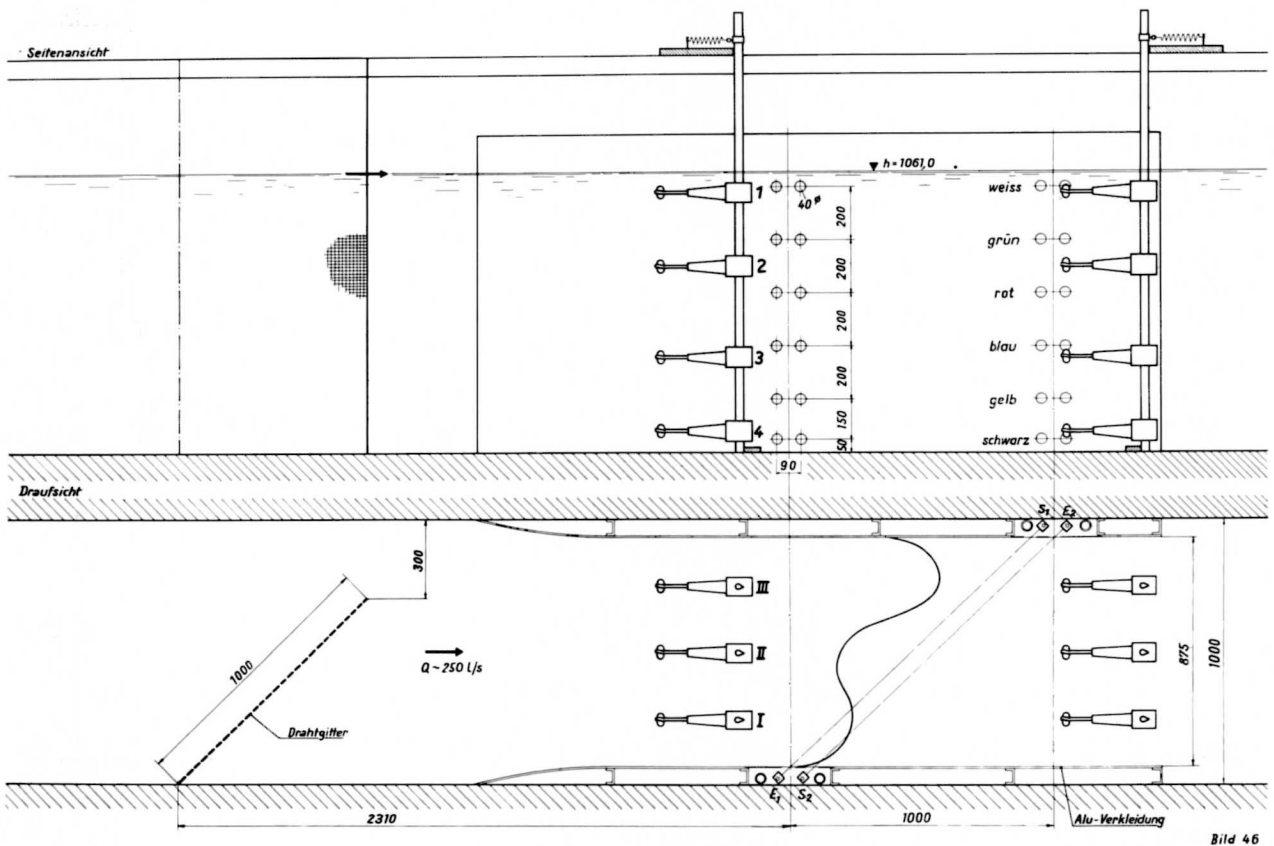 Seitenansicht
h = 1061,0
1
40 ⌀
weiss
200
grün
2
200
rot
200
3
blau
200
gelb
4
150
schwarz
50
90
Draufsicht
S₁ E₂
300
III
1000
Q ~ 250 l/s
II
875
1000
Drahtgitter
I
E₁ S₂
2310
1000
Alu-Verkleidung
Bild 46